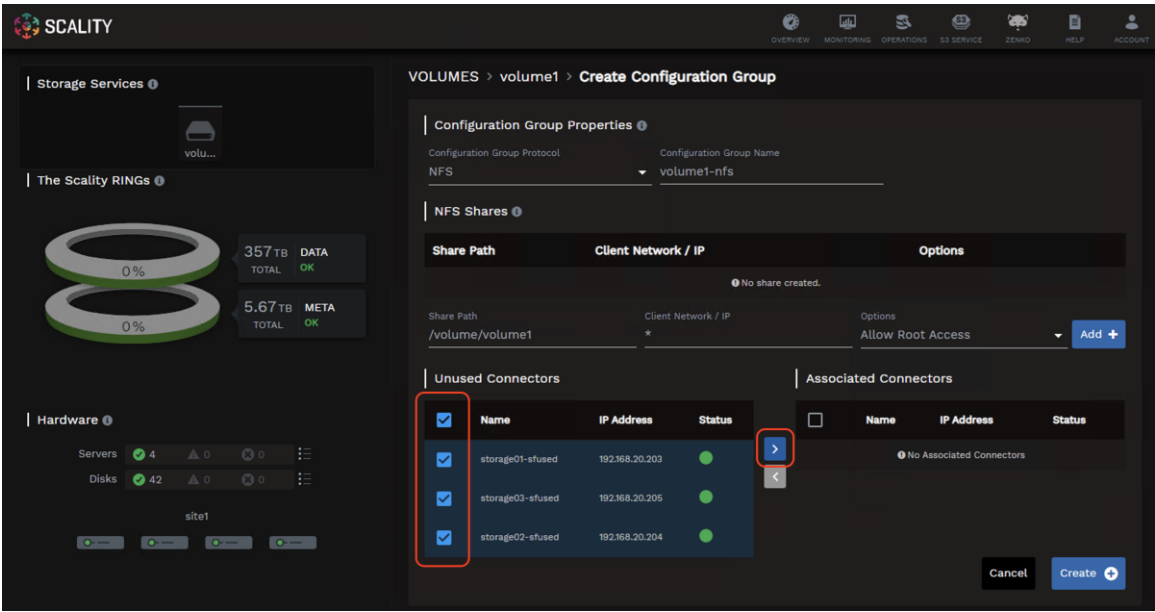 SCALITY
OVERVIEW
MONITORING
OPERATIONS
S3 SERVICE
ZENKO
HELP
ACCOUNT
Storage Services
volu...
The Scality RINGs
0%
357TB DATA
TOTAL OK
0%
5.67TB META
TOTAL OK
Hardware
Servers 4 0 0
Disks 42 0 0
site1
VOLUMES > volume1 > Create Configuration Group
Configuration Group Properties
Configuration Group Protocol Configuration Group Name
NFS volume1-nfs
NFS Shares
Share Path Client Network / IP Options
No share created.
Share Path Client Network / IP Options
/volume/volume1 * Allow Root Access Add +
Unused Connectors
Name IP Address Status
storage01-sfused 192.168.20.203
storage03-sfused 192.168.20.205
storage02-sfused 192.168.20.204
Associated Connectors
Name IP Address Status
No Associated Connectors
Cancel Create